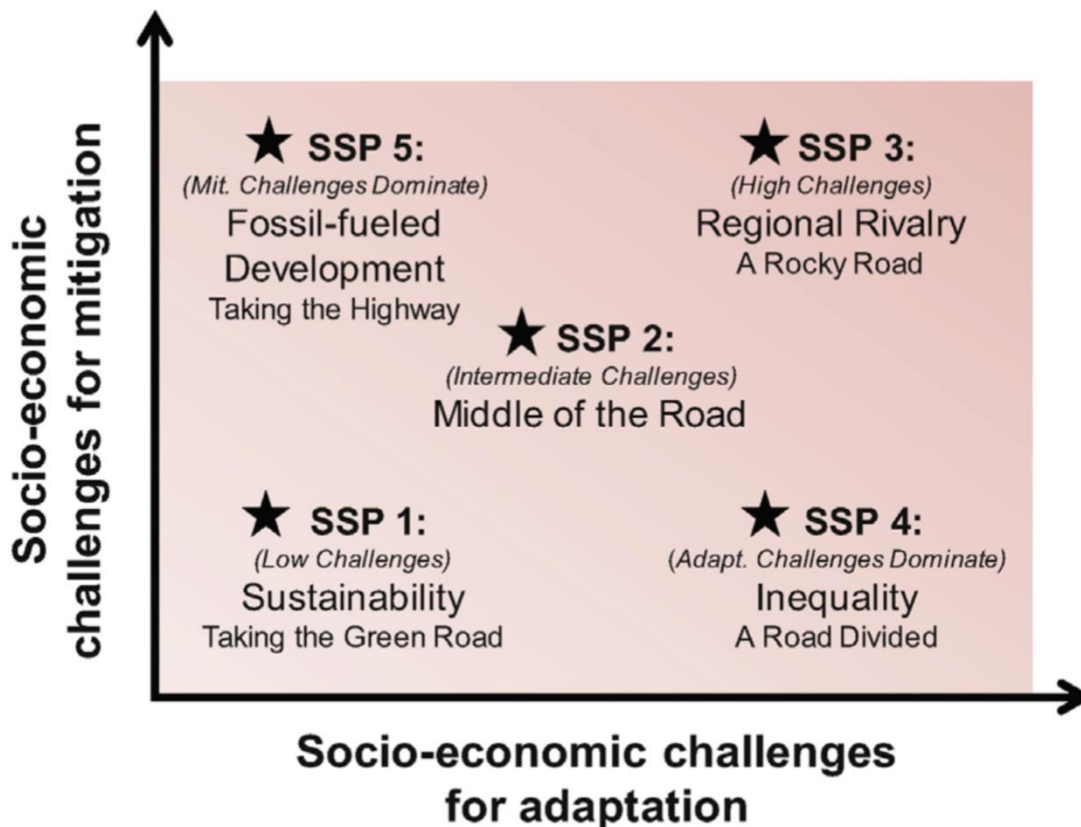 Socio-economic
challenges for mitigation
SSP 5:
(Mit. Challenges Dominate)
Fossil-fueled
Development
Taking the Highway
SSP 3:
(High Challenges)
Regional Rivalry
A Rocky Road
SSP 2:
(Intermediate Challenges)
Middle of the Road
SSP 1:
(Low Challenges)
Sustainability
Taking the Green Road
SSP 4:
(Adapt. Challenges Dominate)
Inequality
A Road Divided
Socio-economic challenges
for adaptation